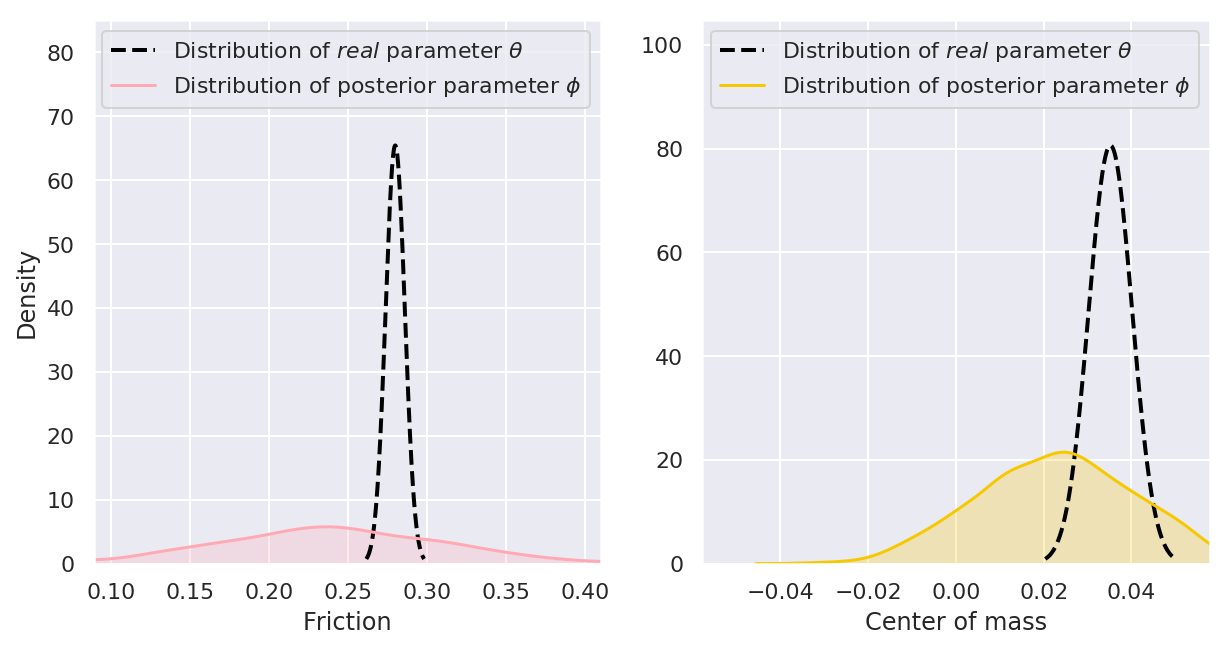 Distribution of real parameter θ
Distribution of posterior parameter ϕ
80
70
60
50
40
30
20
10
0
Density
0.10 0.15 0.20 0.25 0.30 0.35 0.40
Friction
Distribution of real parameter θ
Distribution of posterior parameter ϕ
100
80
60
40
20
0
−0.04 −0.02 0.00 0.02 0.04
Center of mass